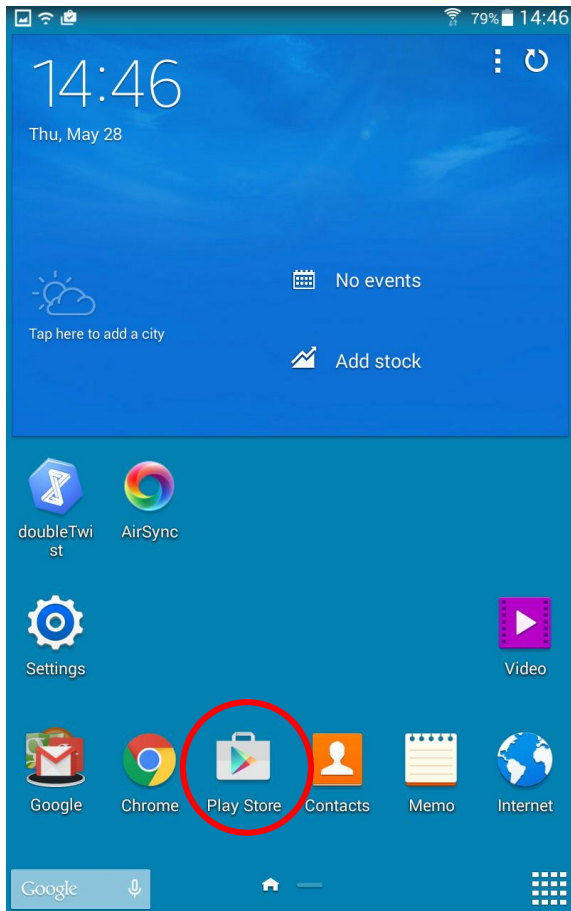 79% 14:46
14:46
Thu, May 28
No events
Tap here to add a city
Add stock
doubleTwi
st
AirSync
Settings
Video
Google
Chrome
Play Store
Contacts
Memo
Internet
Google